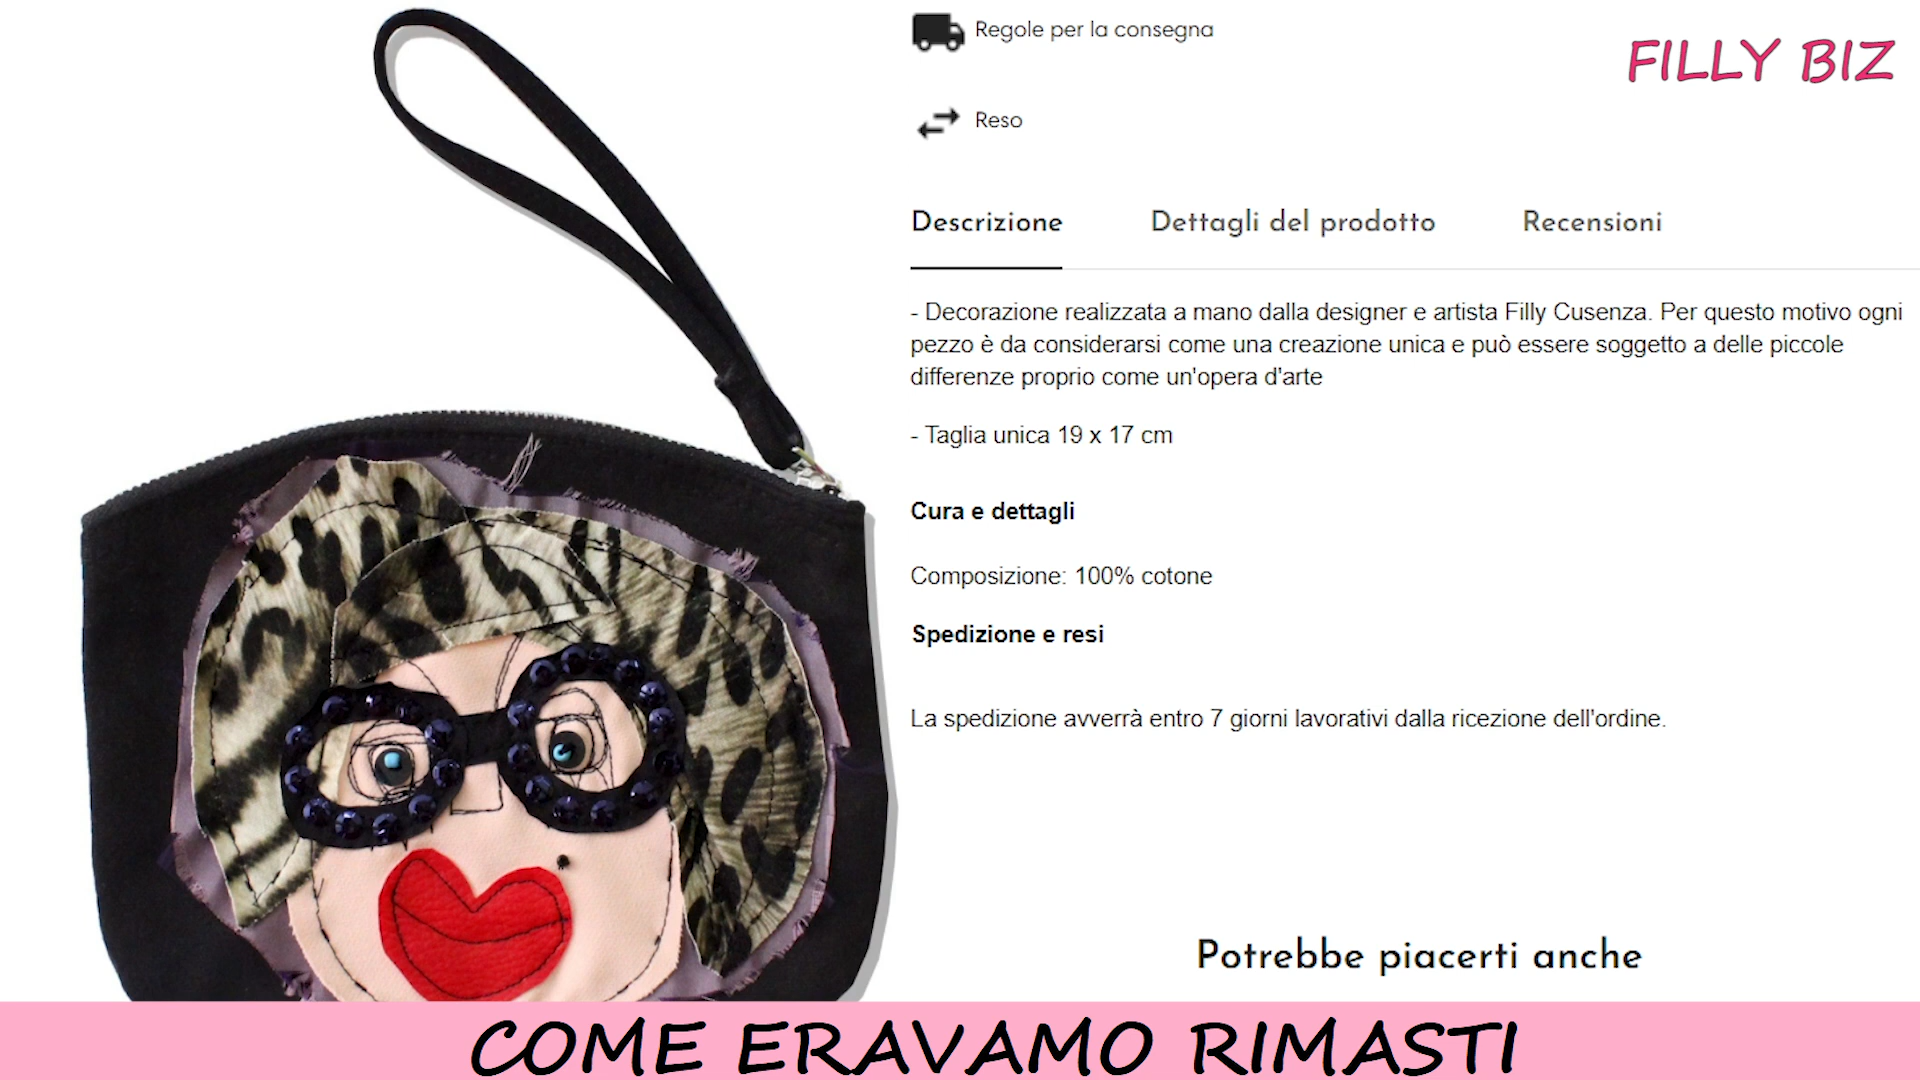 Regole per la consegna
FILLY BIZ
Reso
Descrizione
Dettagli del prodotto
Recensioni
- Decorazione realizzata a mano dalla designer e artista Filly Cusenza. Per questo motivo ogni
pezzo è da considerarsi come una creazione unica e può essere soggetto a delle piccole
differenze proprio come un'opera d'arte
- Taglia unica 19 x 17 cm
Cura e dettagli
Composizione: 100% cotone
Spedizione e resi
La spedizione avverrà entro 7 giorni lavorativi dalla ricezione dell'ordine.
Potrebbe piacerti anche
COME ERAVAMO RIMASTI